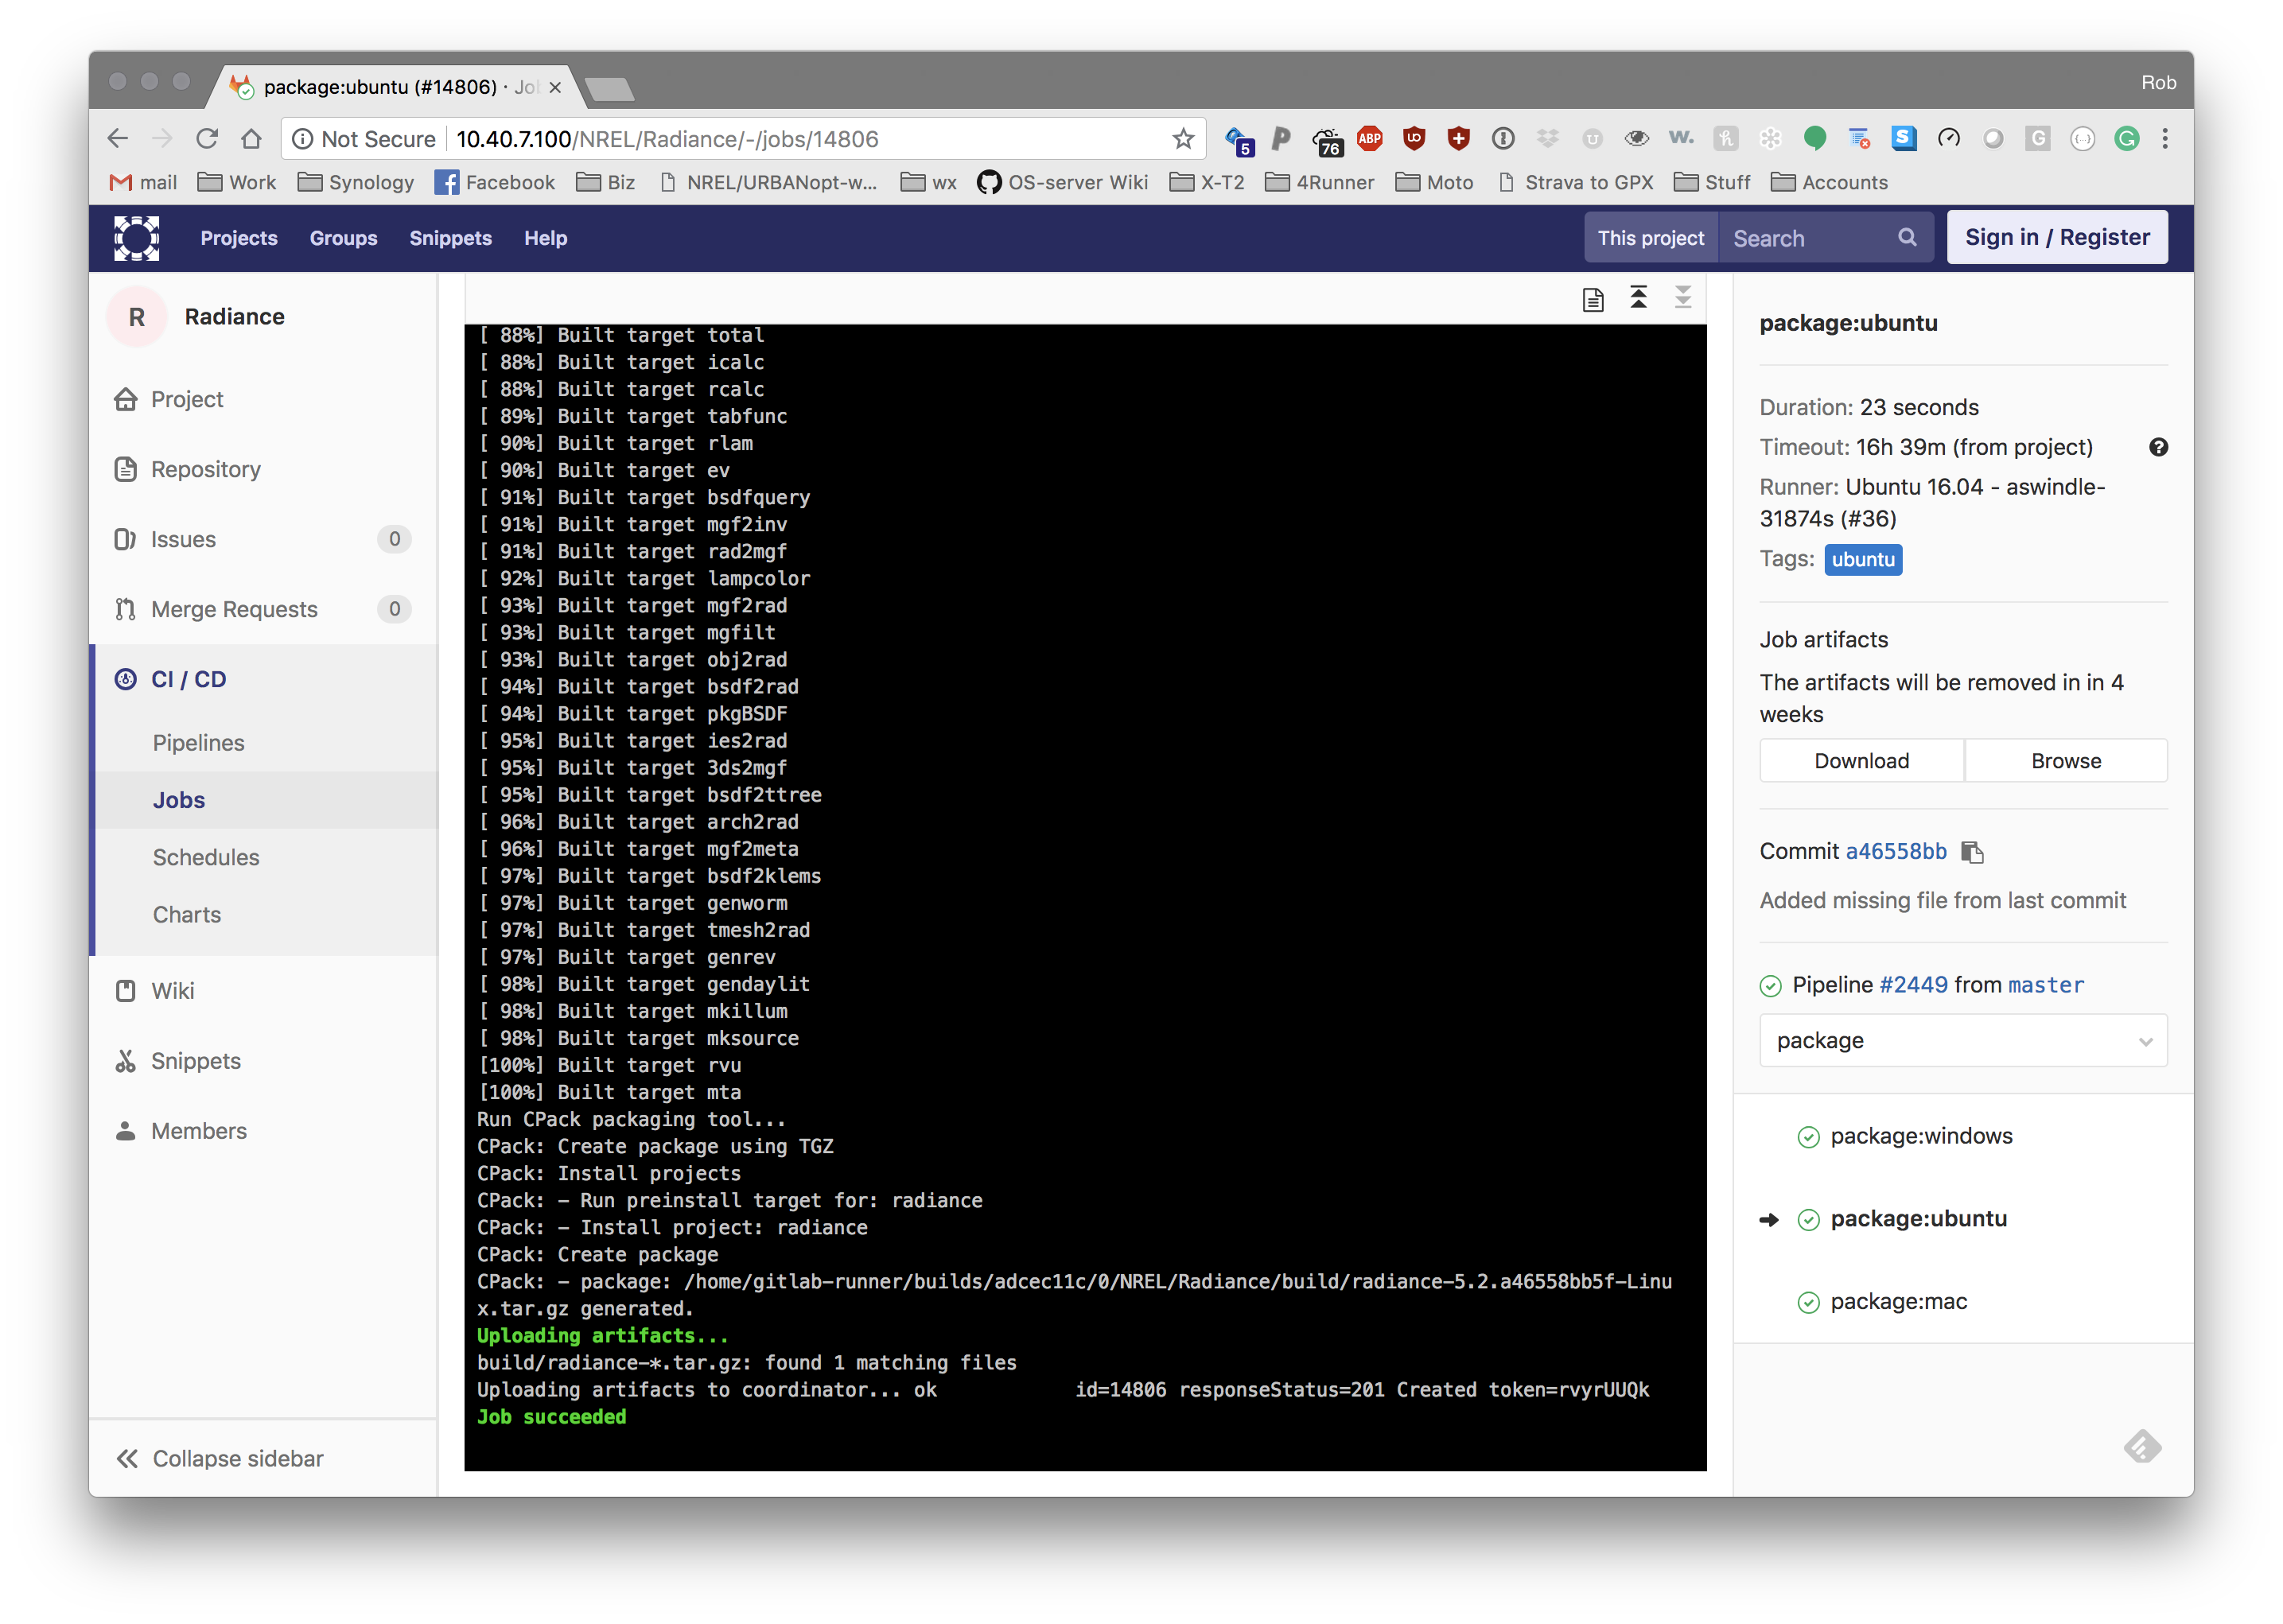 package:ubuntu (#14806) · Jo
Rob
Not Secure 10.40.7.100/NREL/Radiance/-/jobs/14806
5 76 ABP
mail Work Synology Facebook Biz NREL/URBANopt-w... wx OS-server Wiki X-T2 4Runner Moto Strava to GPX Stuff Accounts
Projects Groups Snippets Help This project Search Sign in / Register
R Radiance
Project
Repository
Issues 0
Merge Requests 0
CI / CD
Pipelines
Jobs
Schedules
Charts
Wiki
Snippets
Members
Collapse sidebar
[ 88%] Built target total
[ 88%] Built target icalc
[ 88%] Built target rcalc
[ 89%] Built target tabfunc
[ 90%] Built target rlam
[ 90%] Built target ev
[ 91%] Built target bsdfquery
[ 91%] Built target mgf2inv
[ 91%] Built target rad2mgf
[ 92%] Built target lampcolor
[ 93%] Built target mgf2rad
[ 93%] Built target mgfilt
[ 93%] Built target obj2rad
[ 94%] Built target bsdf2rad
[ 94%] Built target pkgBSDF
[ 95%] Built target ies2rad
[ 95%] Built target 3ds2mgf
[ 95%] Built target bsdf2ttree
[ 96%] Built target arch2rad
[ 96%] Built target mgf2meta
[ 97%] Built target bsdf2klems
[ 97%] Built target genworm
[ 97%] Built target tmesh2rad
[ 97%] Built target genrev
[ 98%] Built target gendaylit
[ 98%] Built target mkillum
[ 98%] Built target mksource
[100%] Built target rvu
[100%] Built target mta
Run CPack packaging tool...
CPack: Create package using TGZ
CPack: Install projects
CPack: - Run preinstall target for: radiance
CPack: - Install project: radiance
CPack: Create package
CPack: - package: /home/gitlab-runner/builds/adcec11c/0/NREL/Radiance/build/radiance-5.2.a46558bb5f-Linu
x.tar.gz generated.
Uploading artifacts...
build/radiance-*.tar.gz: found 1 matching files
Uploading artifacts to coordinator... ok id=14806 responseStatus=201 Created token=rvyrUUQk
Job succeeded
package:ubuntu
Duration: 23 seconds
Timeout: 16h 39m (from project)
Runner: Ubuntu 16.04 - aswindle-
31874s (#36)
Tags: ubuntu
Job artifacts
The artifacts will be removed in in 4
weeks
Download Browse
Commit a46558bb
Added missing file from last commit
Pipeline #2449 from master
package
package:windows
package:ubuntu
package:mac